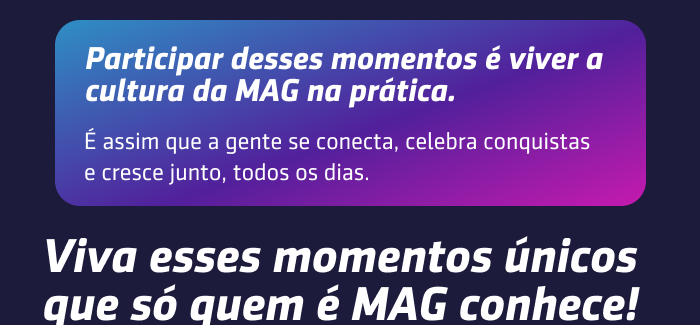 Participar desses momentos é viver a
cultura da MAG na prática.
É assim que a gente se conecta, celebra conquistas
e cresce junto, todos os dias.
Viva esses momentos únicos
que só quem é MAG conhece!